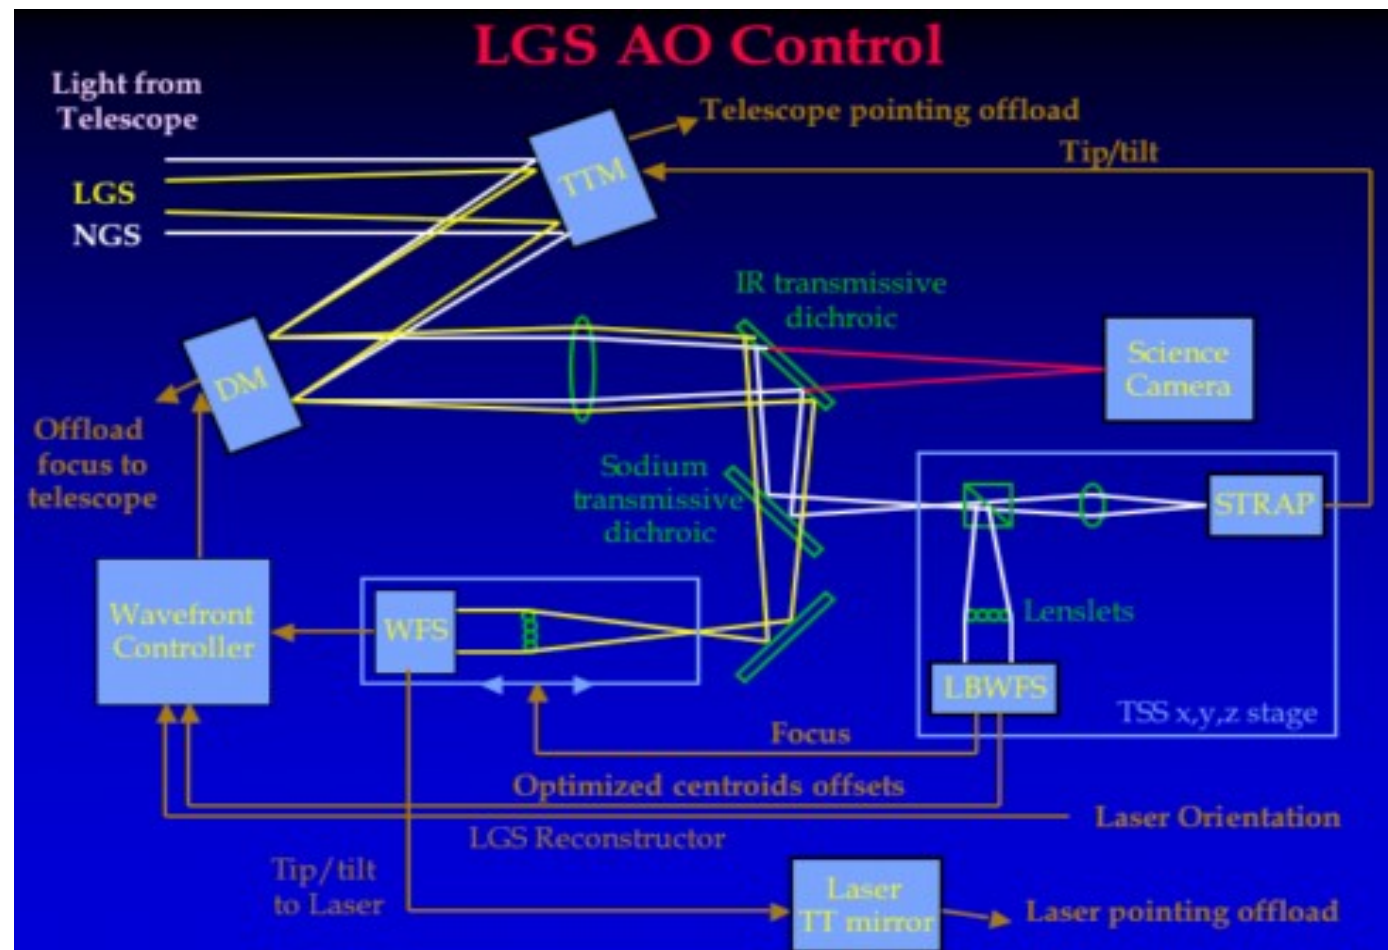 LGS AO Control
Light from
Telescope
Telescope pointing offload
Tip/tilt
TTM
LGS
NGS
IR transmissive
dichroic
Science
Camera
DM
Offload
focus to
telescope
Sodium
transmissive
dichroic
STRAP
Wavefront
Controller
WFS
Lenslets
LBWFS
TSS x,y,z stage
Focus
Optimized centroids offsets
Laser Orientation
LGS Reconstructor
Tip/tilt
to Laser
Laser
TT mirror
Laser pointing offload